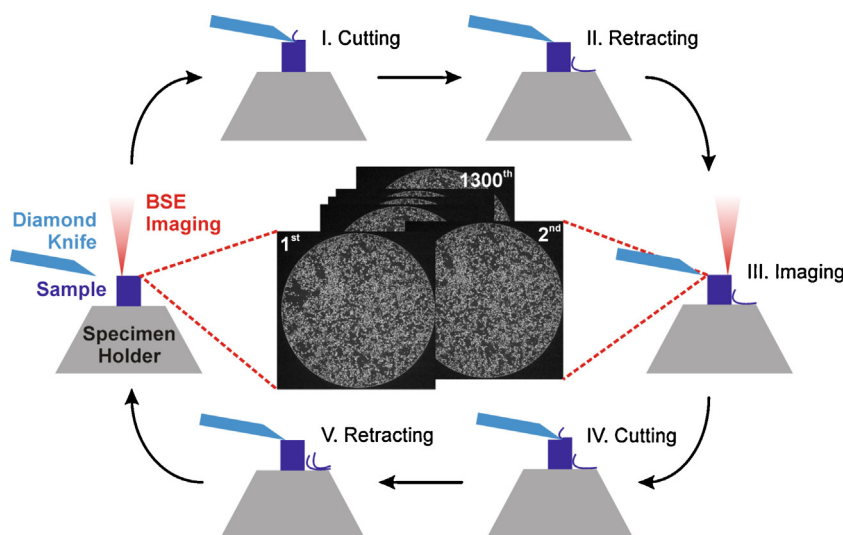 I. Cutting
II. Retracting
BSE
Imaging
1300th
Diamond
Knife
1st
2nd
Sample
III. Imaging
Specimen
Holder
V. Retracting
IV. Cutting